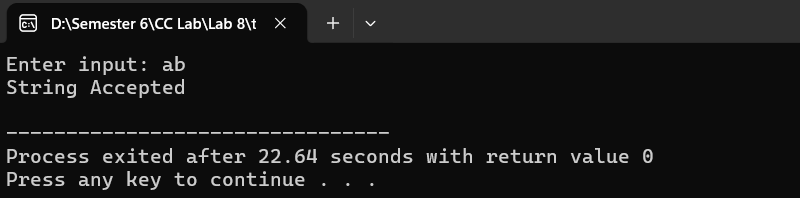 D:\Semester 6\CC Lab\Lab 8\t
Enter input: ab
String Accepted
--------------------------------
Process exited after 22.64 seconds with return value 0
Press any key to continue . . .